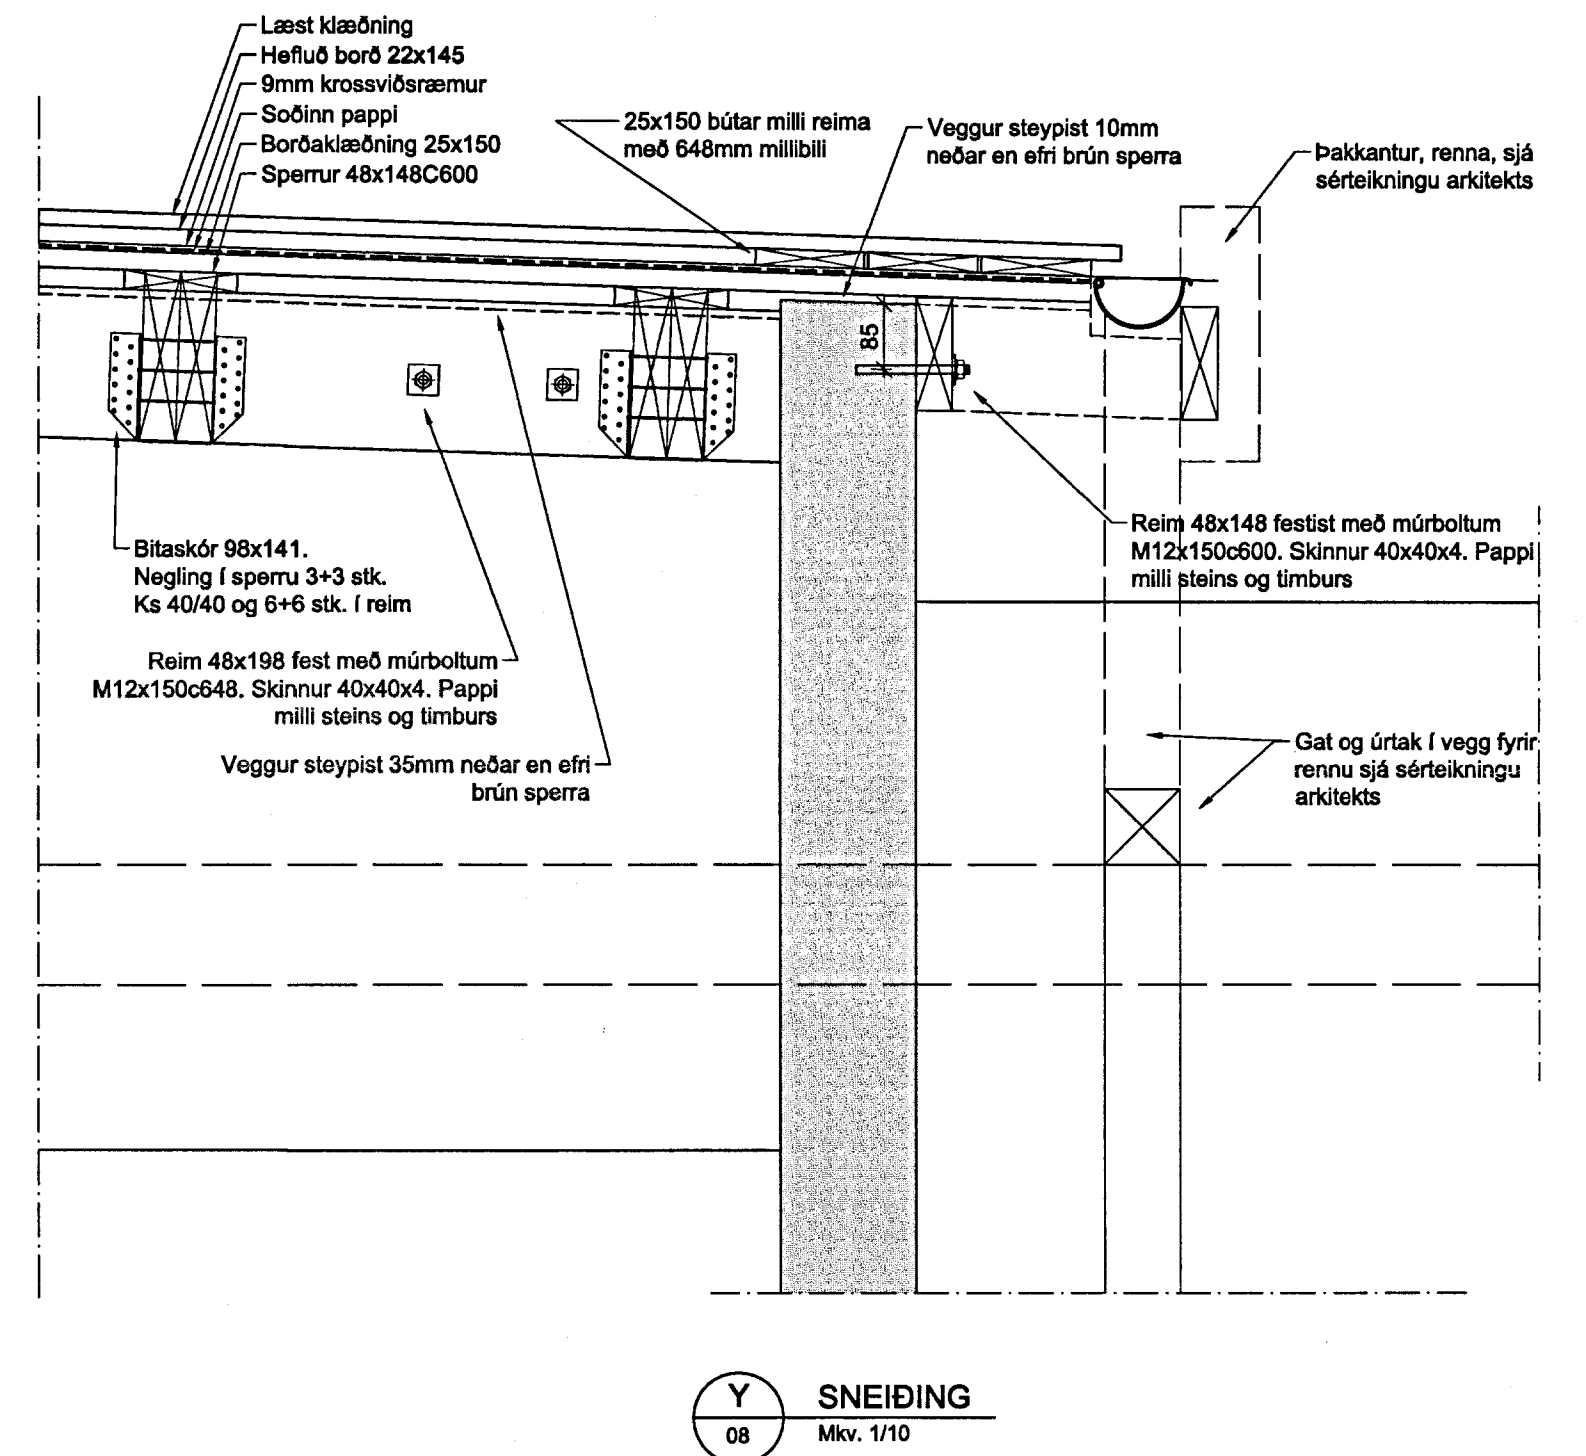 Læst klæðning
Hefluð borð 22x145
9mm krossviðsræmur
Soðinn pappi
Borðaklæðning 25x150
Sperrur 48x148C600
25x150 bútar milli reima
með 648mm millibili
Veggur steypist 10mm
neðar en efri brún sperra
Þakkantur, renna, sjá
sérteikningu arkitekts
85
Bitaskór 98x141.
Negling í sperru 3+3 stk.
Ks 40/40 og 6+6 stk. í reim
Reim 48x148 festist með múrboltum
M12x150c600. Skinnur 40x40x4. Pappi
milli steins og timburs
Reim 48x198 fest með múrboltum
M12x150c648. Skinnur 40x40x4. Pappi
milli steins og timburs
Veggur steypist 35mm neðar en efri
brún sperra
Gat og úrtak í vegg fyrir
rennu sjá sérteikningu
arkitekts
Y
08
SNEIÐING
Mkv. 1/10